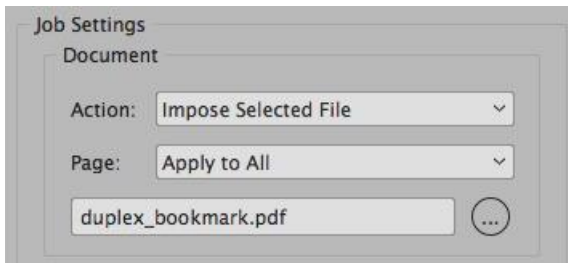 Job Settings
Document
Action: Impose Selected File
Page: Apply to All
duplex_bookmark.pdf ...